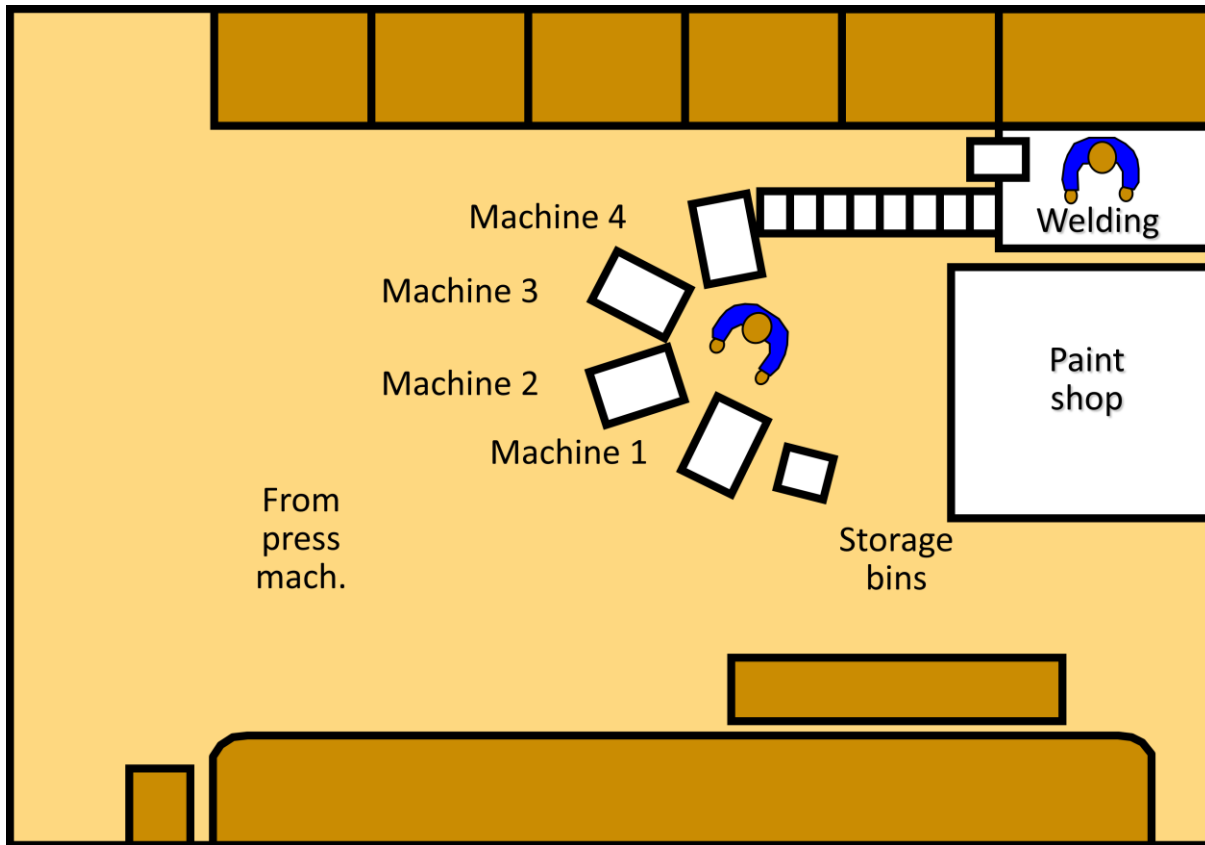 Machine 4
Welding
Machine 3
Machine 2
Paint
shop
Machine 1
From
press
mach.
Storage
bins